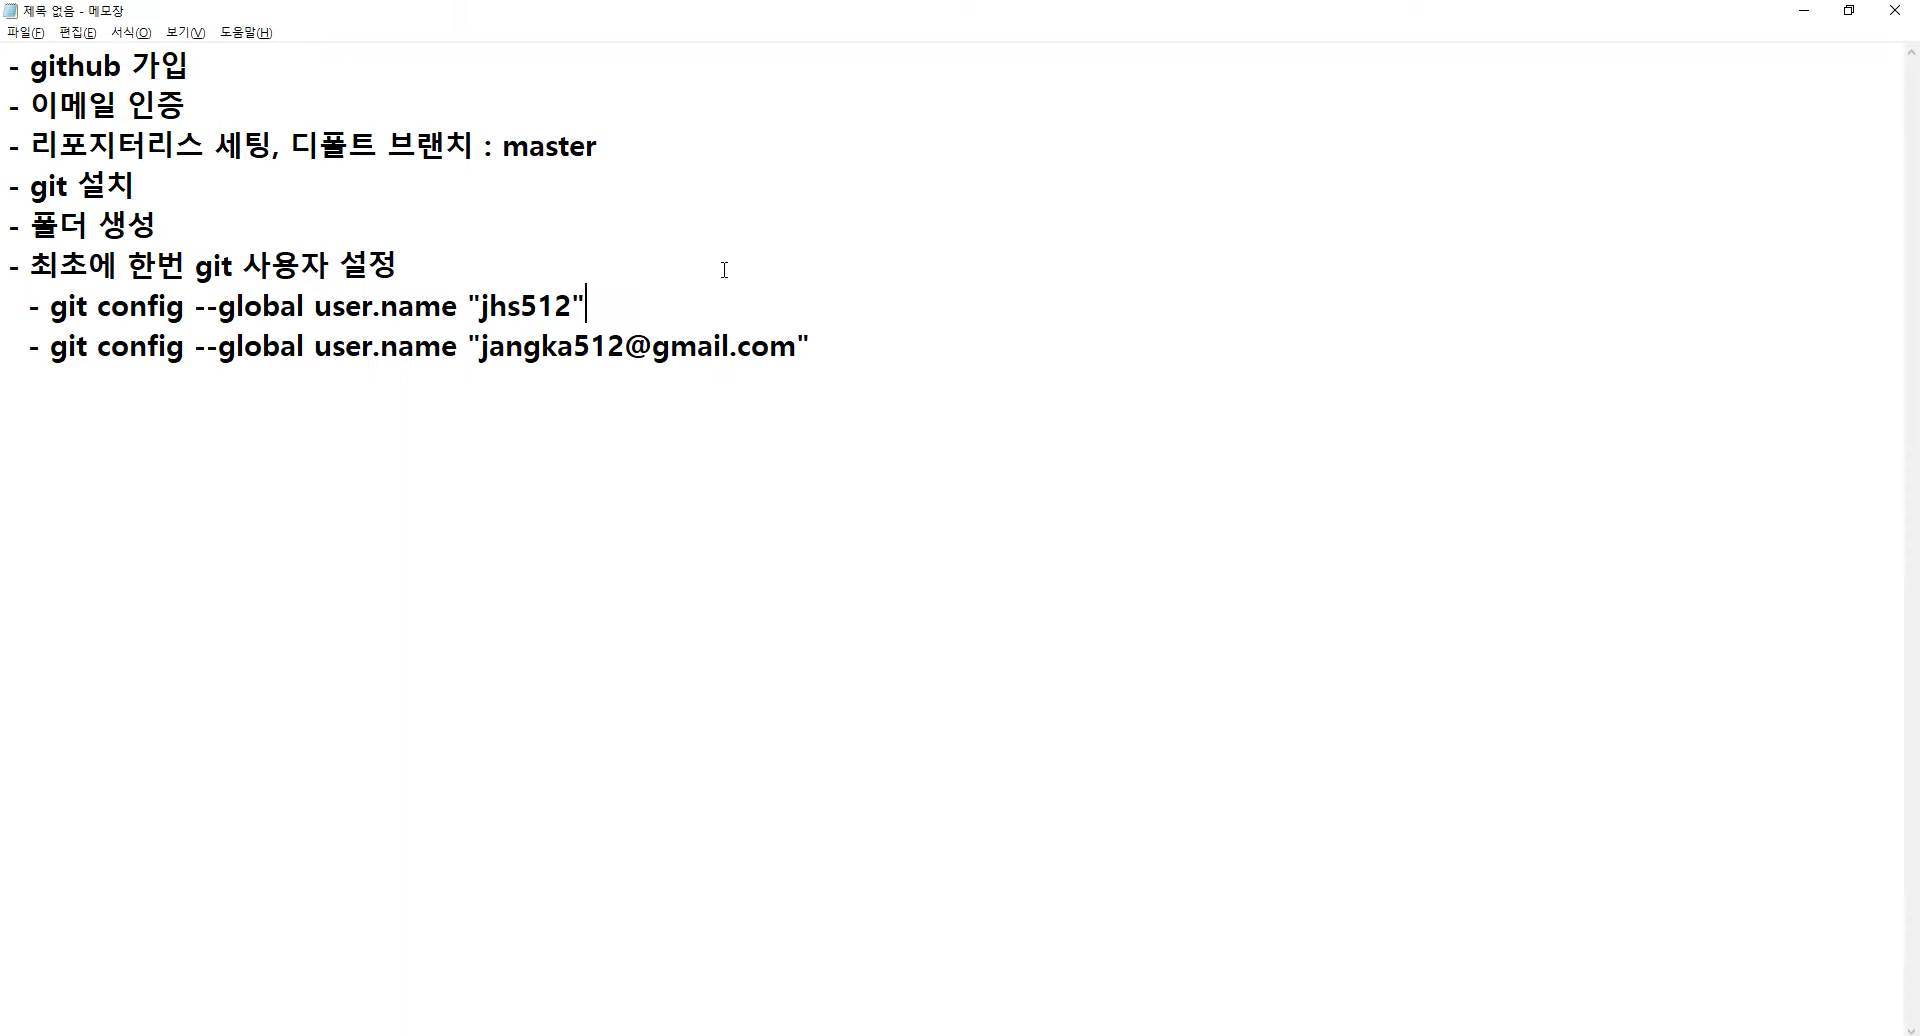 제목 없음 - 메모장
파일(F) 편집(E) 서식(O) 보기(V) 도움말(H)
- github 가입
- 이메일 인증
- 리포지터리스 세팅, 디폴트 브랜치 : master
- git 설치
- 폴더 생성
- 최초에 한번 git 사용자 설정
- git config --global user.name "jhs512"
- git config --global user.name "jangka512@gmail.com"